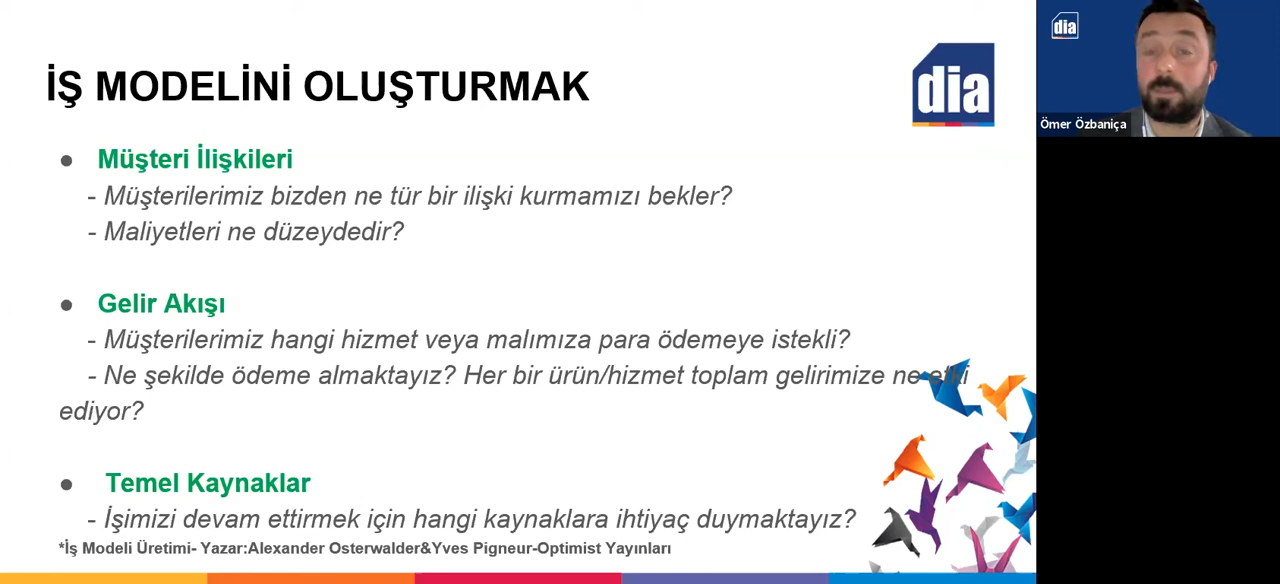 İŞ MODELİNİ OLUŞTURMAK
dia
● Müşteri İlişkileri
- Müşterilerimiz bizden ne tür bir ilişki kurmamızı bekler?
- Maliyetleri ne düzeydedir?
● Gelir Akışı
- Müşterilerimiz hangi hizmet veya malımıza para ödemeye istekli?
- Ne şekilde ödeme almaktayız? Her bir ürün/hizmet toplam gelirimize ne etki
ediyor?
● Temel Kaynaklar
- İşimizi devam ettirmek için hangi kaynaklara ihtiyaç duymaktayız?
*İş Modeli Üretimi- Yazar:Alexander Osterwalder&Yves Pigneur-Optimist Yayınları
dia
Ömer Özbaniça